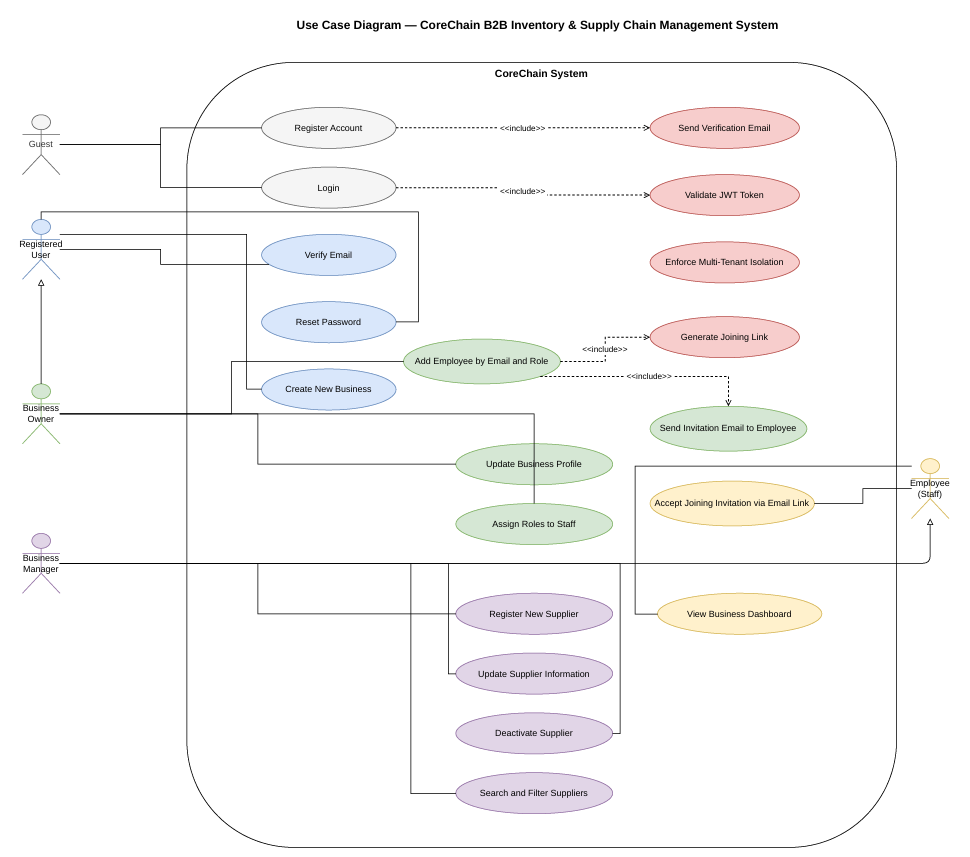 Use Case Diagram — CoreChain B2B Inventory & Supply Chain Management System
CoreChain System
Guest
Register Account
<<include>>
Send Verification Email
Login
<<include>>
Validate JWT Token
Registered
User
Verify Email
Enforce Multi-Tenant Isolation
Reset Password
Generate Joining Link
<<include>>
Add Employee by Email and Role
<<include>>
Create New Business
Business
Owner
Send Invitation Email to Employee
Update Business Profile
Employee
(Staff)
Accept Joining Invitation via Email Link
Assign Roles to Staff
Business
Manager
Register New Supplier
View Business Dashboard
Update Supplier Information
Deactivate Supplier
Search and Filter Suppliers